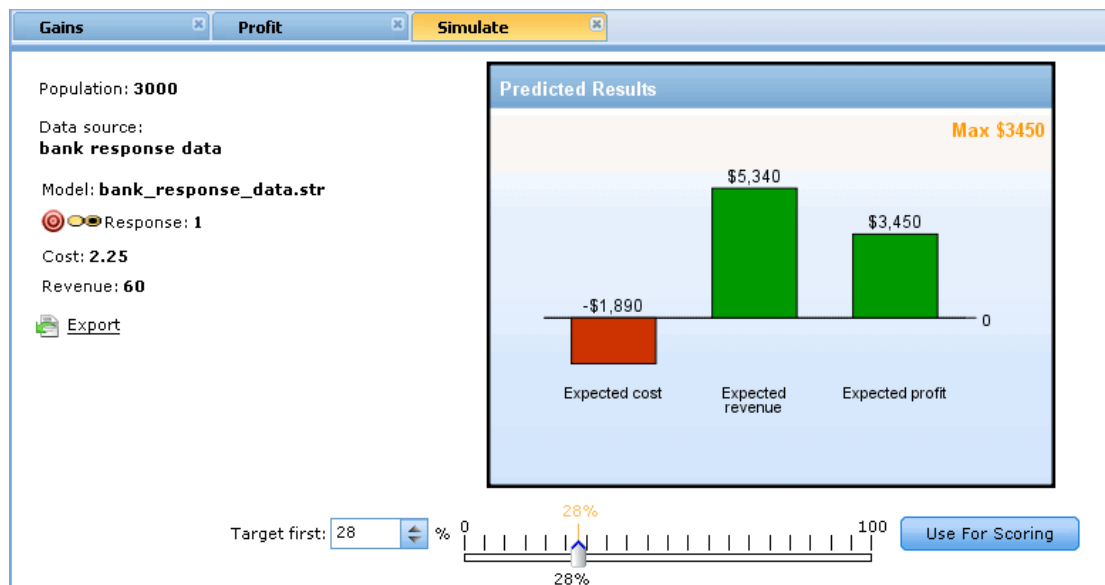 Gains
Profit
Simulate
Population: 3000
Data source:
bank response data
Model: bank_response_data.str
Response: 1
Cost: 2.25
Revenue: 60
Export
Predicted Results
Max $3450
$5,340
$3,450
-$1,890
0
Expected cost
Expected
revenue
Expected profit
Target first: 28 %
0
28%
100
28%
Use For Scoring